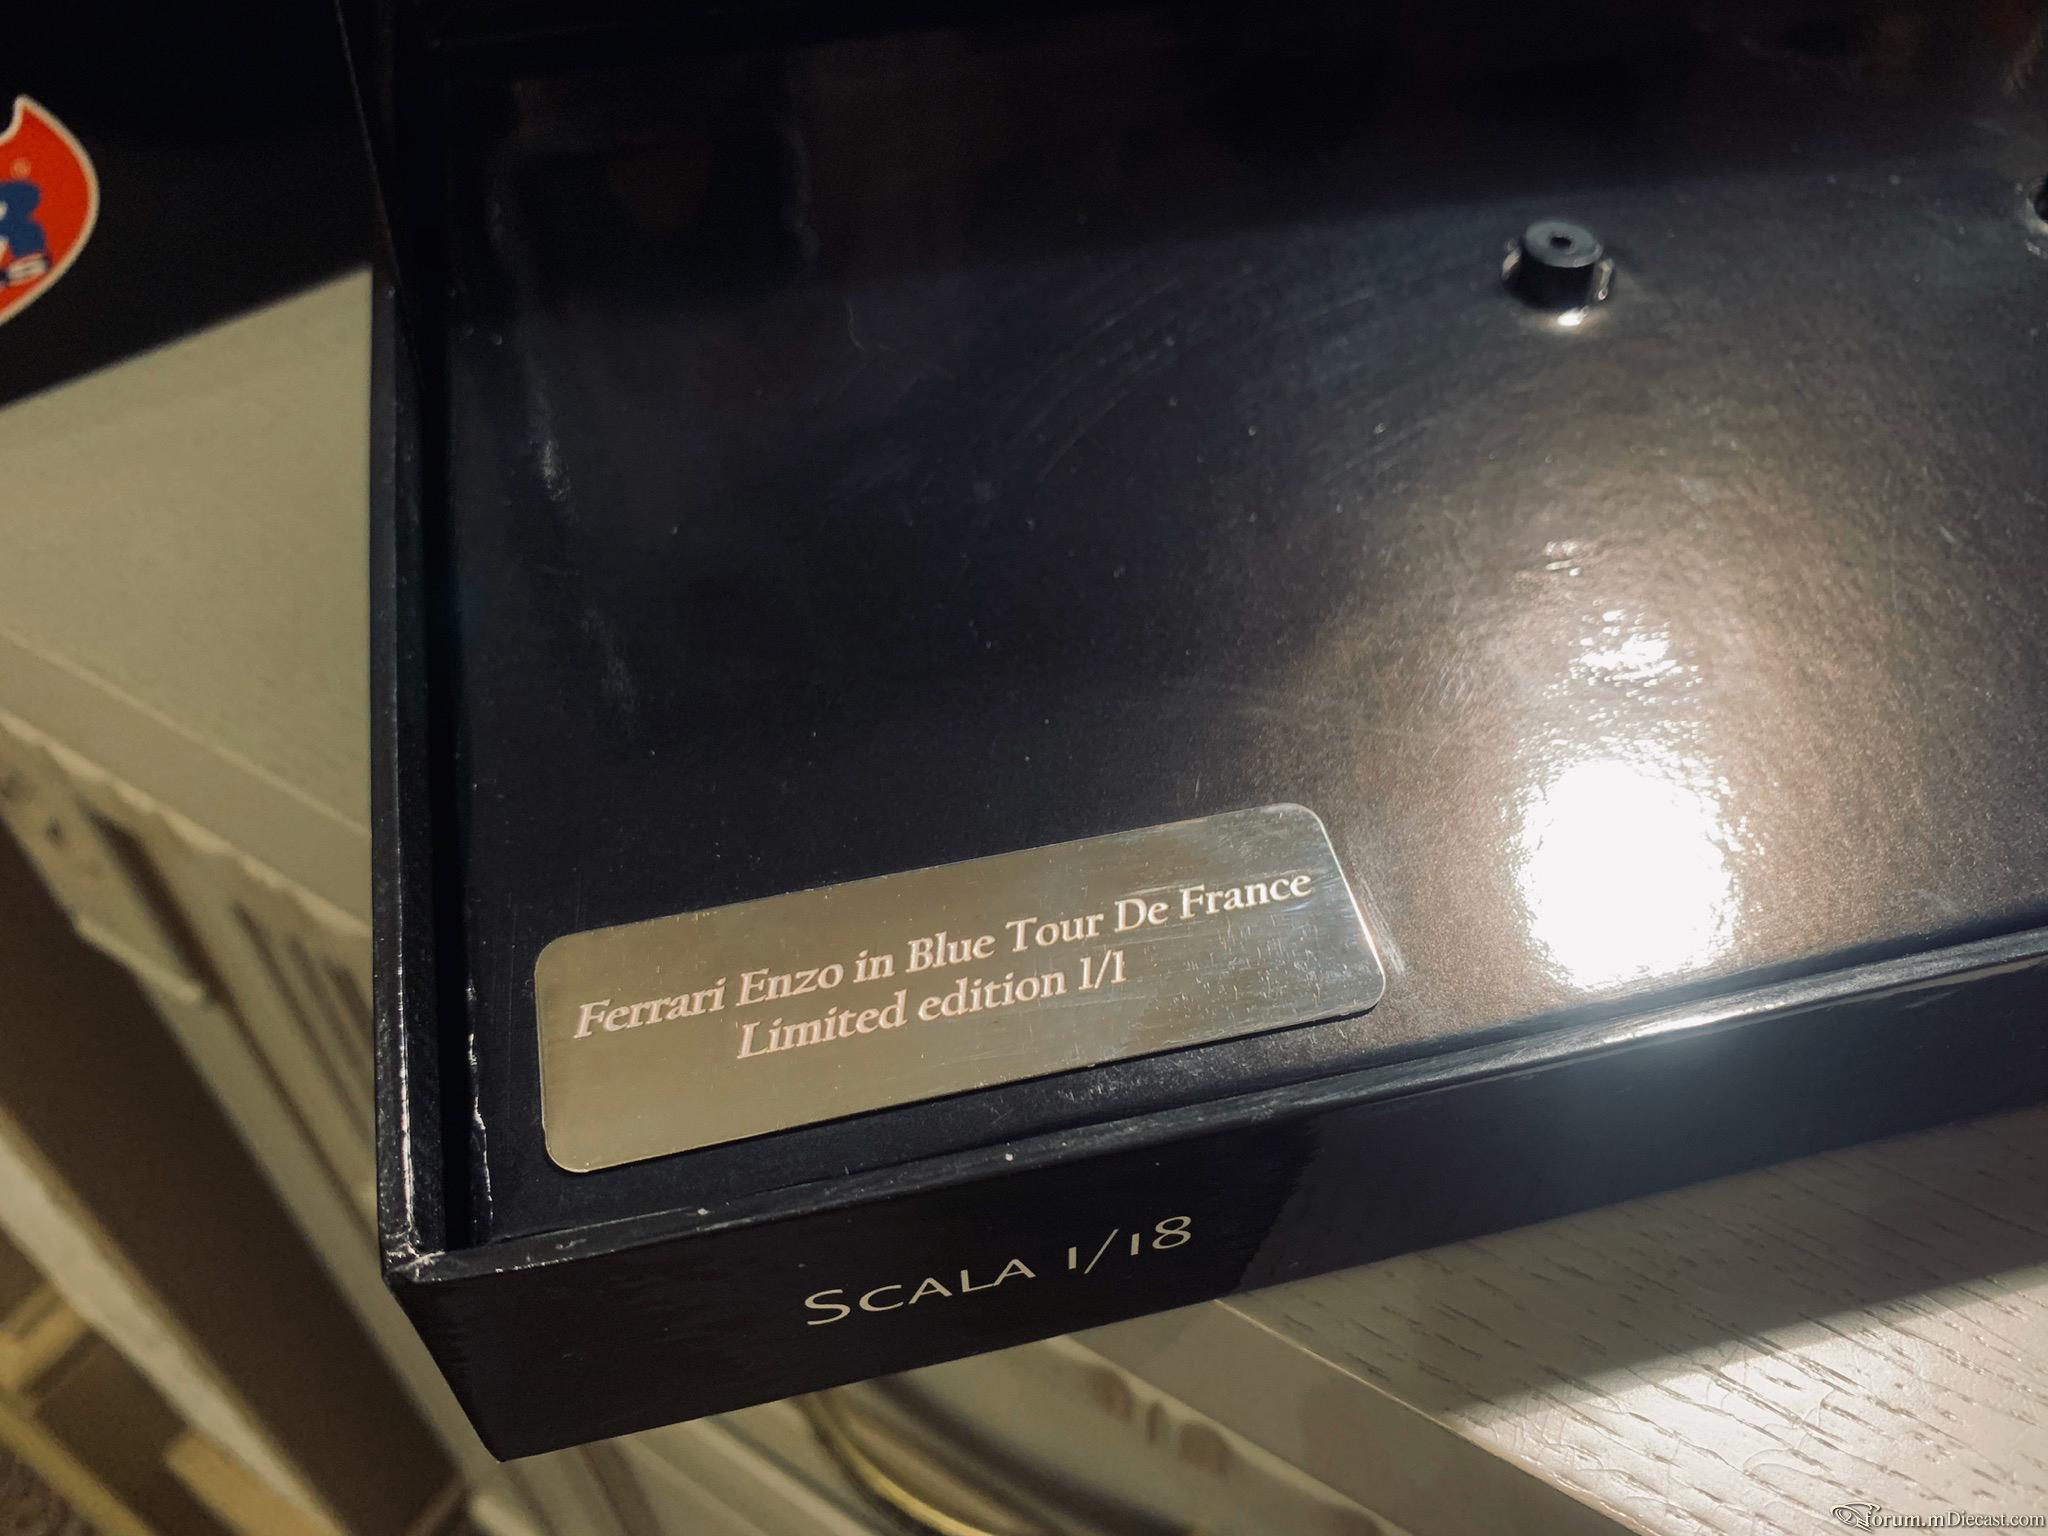 R
Ferrari Enzo in Blue Tour De France
Limited edition 1/1
SCALA 1/18
forum.mDiecast.com